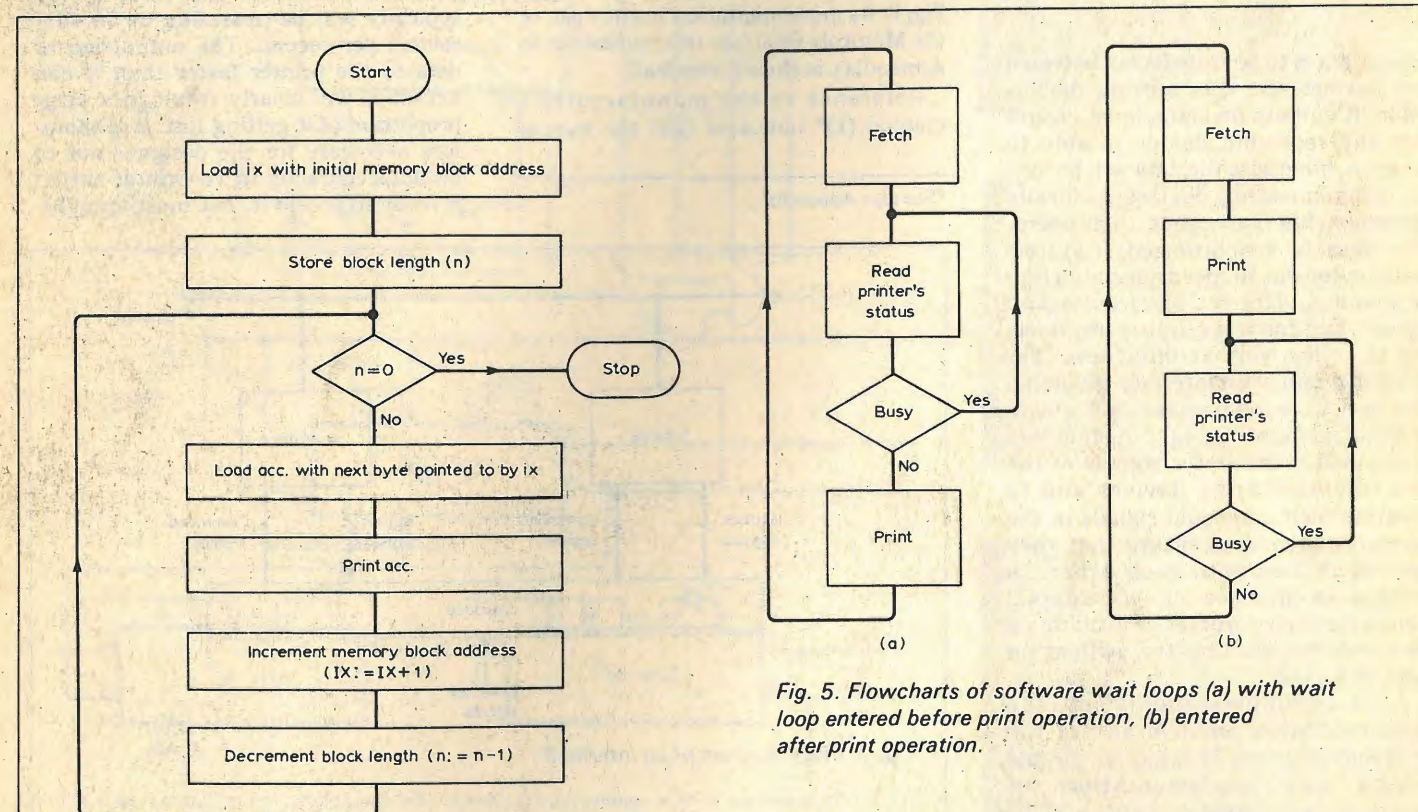 Start
Load ix with initial memory block address
Store block length (n)
n=0
Yes
Stop
No
Load acc. with next byte pointed to by ix
Print acc.
Increment memory block address
(IX:=IX+1)
Decrement block length (n:=n-1)
Fetch
Read
printer's
status
Busy
Yes
No
Print
(a)
Fetch
Print
Read
printer's
status
Busy
Yes
No
(b)
Fig. 5. Flowcharts of software wait loops (a) with wait
loop entered before print operation, (b) entered
after print operation.